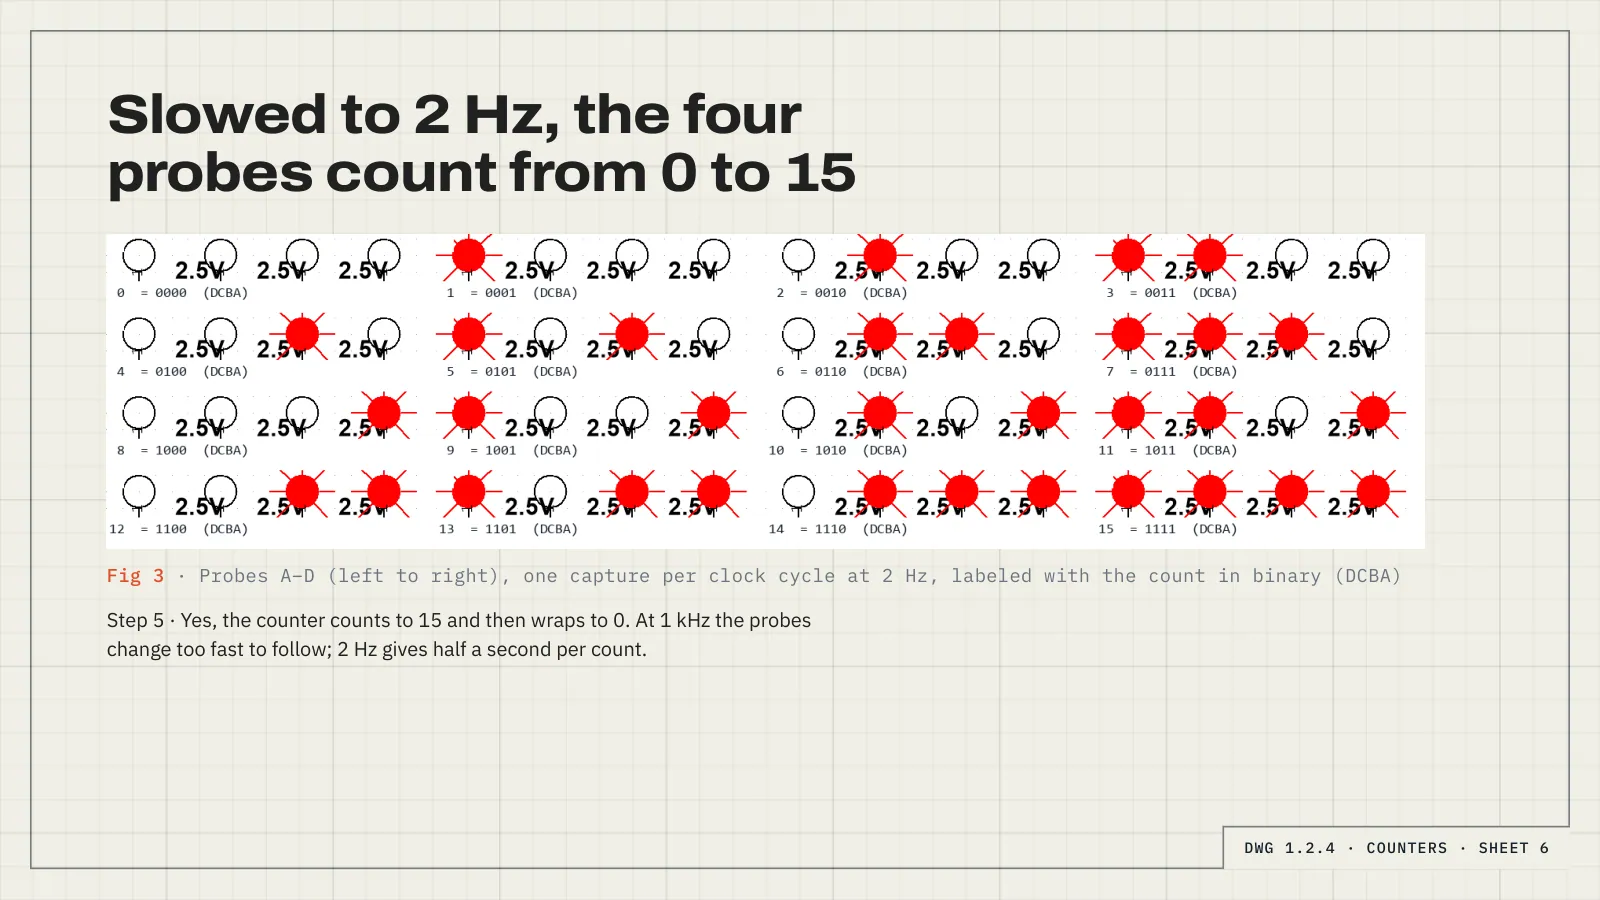 Slowed to 2 Hz, the four
probes count from 0 to 15
2.5V 2.5V 2.5V 2.5V 2.5V 2.5V 2.5V 2.5V 2.5V 2.5V 2.5V 2.5V
0 = 0000 (DCBA) 1 = 0001 (DCBA) 2 = 0010 (DCBA) 3 = 0011 (DCBA)
2.5V 2.5V 2.5V 2.5V 2.5V 2.5V 2.5V 2.5V 2.5V 2.5V 2.5V 2.5V
4 = 0100 (DCBA) 5 = 0101 (DCBA) 6 = 0110 (DCBA) 7 = 0111 (DCBA)
2.5V 2.5V 2.5V 2.5V 2.5V 2.5V 2.5V 2.5V 2.5V 2.5V 2.5V 2.5V
8 = 1000 (DCBA) 9 = 1001 (DCBA) 10 = 1010 (DCBA) 11 = 1011 (DCBA)
2.5V 2.5V 2.5V 2.5V 2.5V 2.5V 2.5V 2.5V 2.5V 2.5V 2.5V 2.5V
12 = 1100 (DCBA) 13 = 1101 (DCBA) 14 = 1110 (DCBA) 15 = 1111 (DCBA)
Fig 3 · Probes A–D (left to right), one capture per clock cycle at 2 Hz, labeled with the count in binary (DCBA)
Step 5 · Yes, the counter counts to 15 and then wraps to 0. At 1 kHz the probes
change too fast to follow; 2 Hz gives half a second per count.
DWG 1.2.4 · COUNTERS · SHEET 6